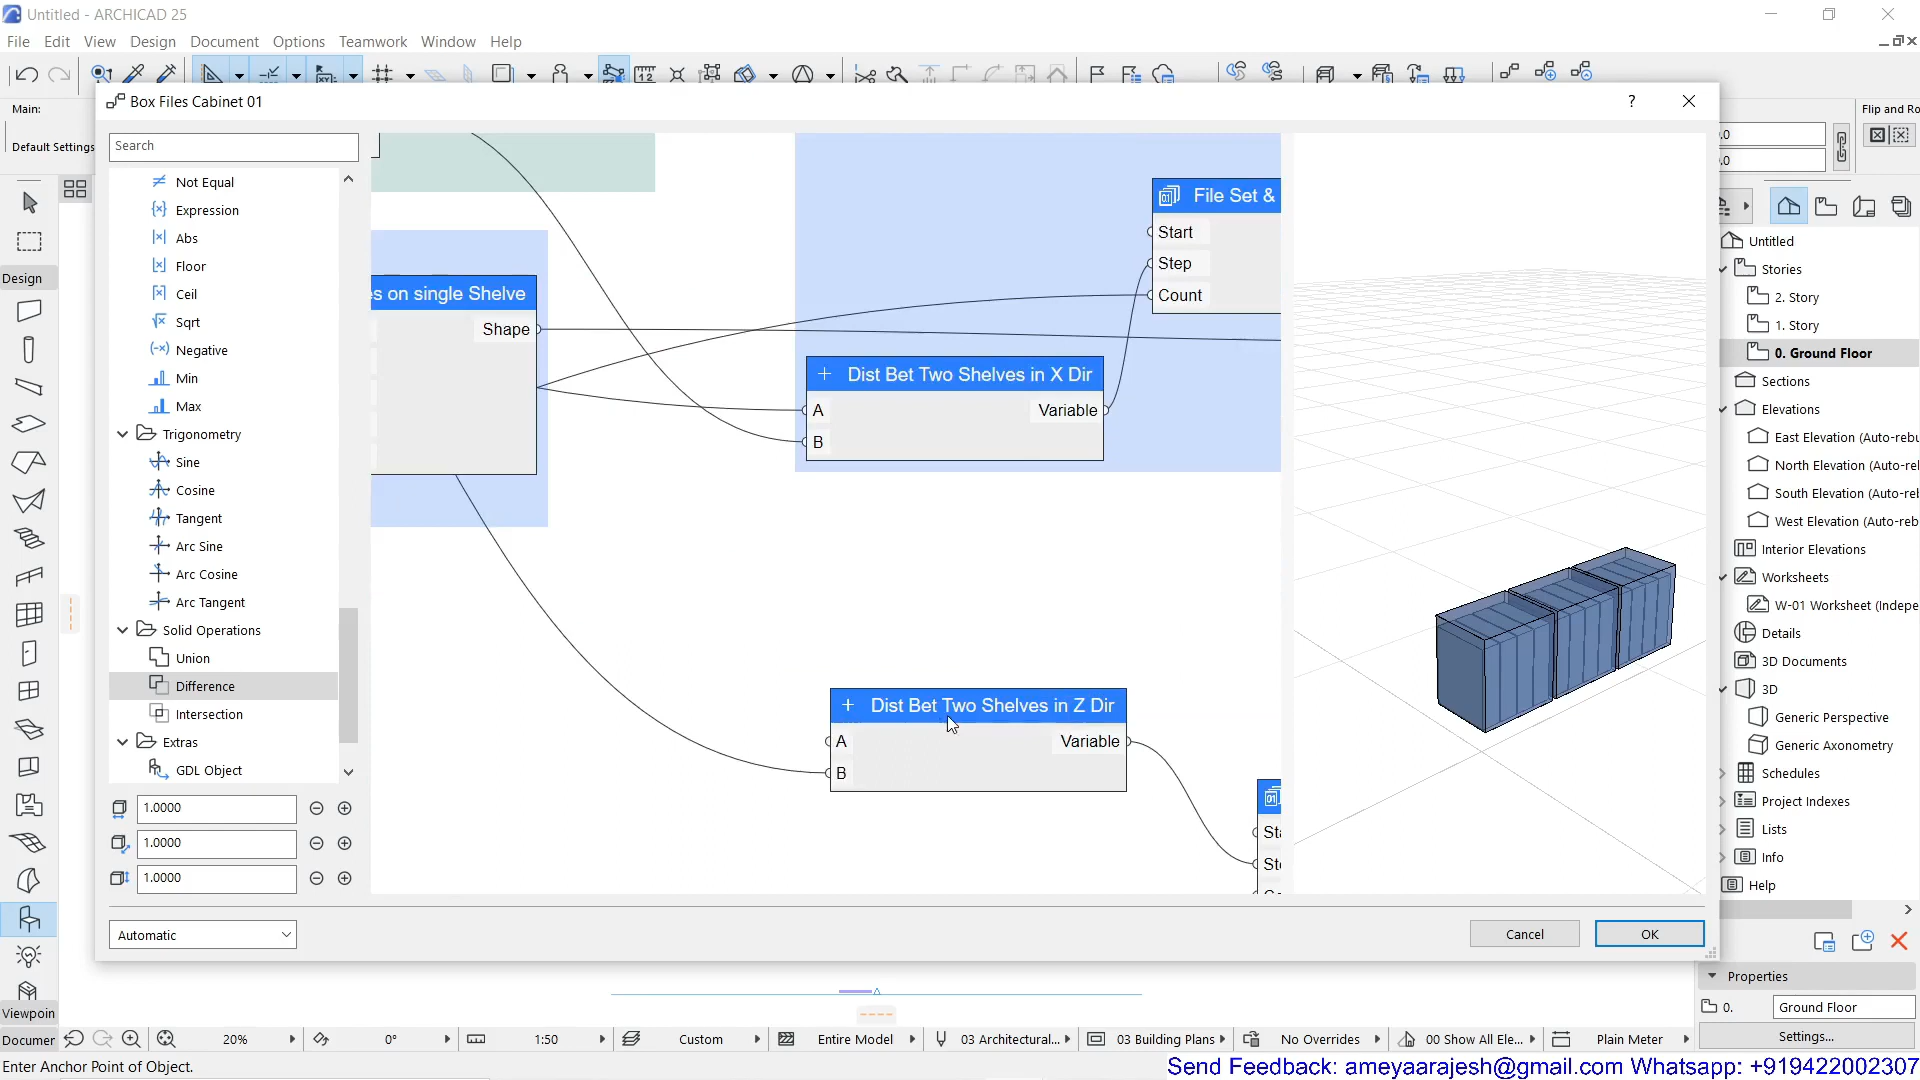 Untitled - ARCHICAD 25
File Edit View Design Document Options Teamwork Window Help
Main:
Default Settings
Box Files Cabinet 01
?
Flip and Ro
.0
.0
Search
Not Equal
Expression
Abs
Floor
Ceil
Sqrt
Negative
Min
Max
Trigonometry
Sine
Cosine
Tangent
Arc Sine
Arc Cosine
Arc Tangent
Solid Operations
Union
Difference
Intersection
Extras
GDL Object
1.0000
1.0000
1.0000
Automatic
es on single Shelve
Shape
File Set &
Start
Step
Count
+ Dist Bet Two Shelves in X Dir
A
Variable
B
+ Dist Bet Two Shelves in Z Dir
A
Variable
B
Sta
Ste
Cancel
OK
Design
Viewpoin
Documer
Untitled
Stories
2. Story
1. Story
0. Ground Floor
Sections
Elevations
East Elevation (Auto-rebu
North Elevation (Auto-rel
South Elevation (Auto-rel
West Elevation (Auto-reb
Interior Elevations
Worksheets
W-01 Worksheet (Indepe
Details
3D Documents
3D
Generic Perspective
Generic Axonometry
Schedules
Project Indexes
Lists
Info
Help
Properties
0.
Ground Floor
Settings...
20%
0°
1:50
Custom
Entire Model
03 Architectural...
03 Building Plans
No Overrides
00 Show All Ele...
Plain Meter
Enter Anchor Point of Object.
Send Feedback: ameyaarajesh@gmail.com Whatsapp: +919422002307